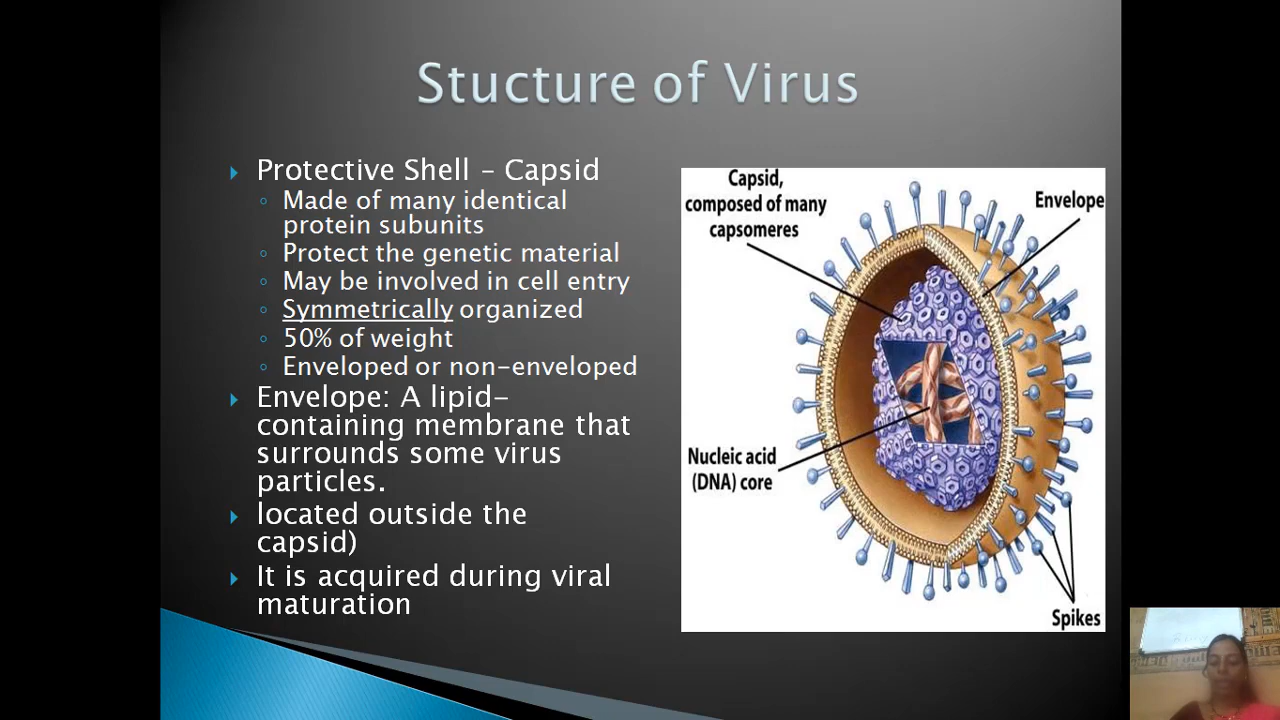 Stucture of Virus
Protective Shell – Capsid
Made of many identical
protein subunits
Protect the genetic material
May be involved in cell entry
Symmetrically organized
50% of weight
Enveloped or non-enveloped
Envelope: A lipid-
containing membrane that
surrounds some virus
particles.
located outside the
capsid)
It is acquired during viral
maturation
Capsid,
composed of many
capsomeres
Envelope
Nucleic acid
(DNA) core
Spikes